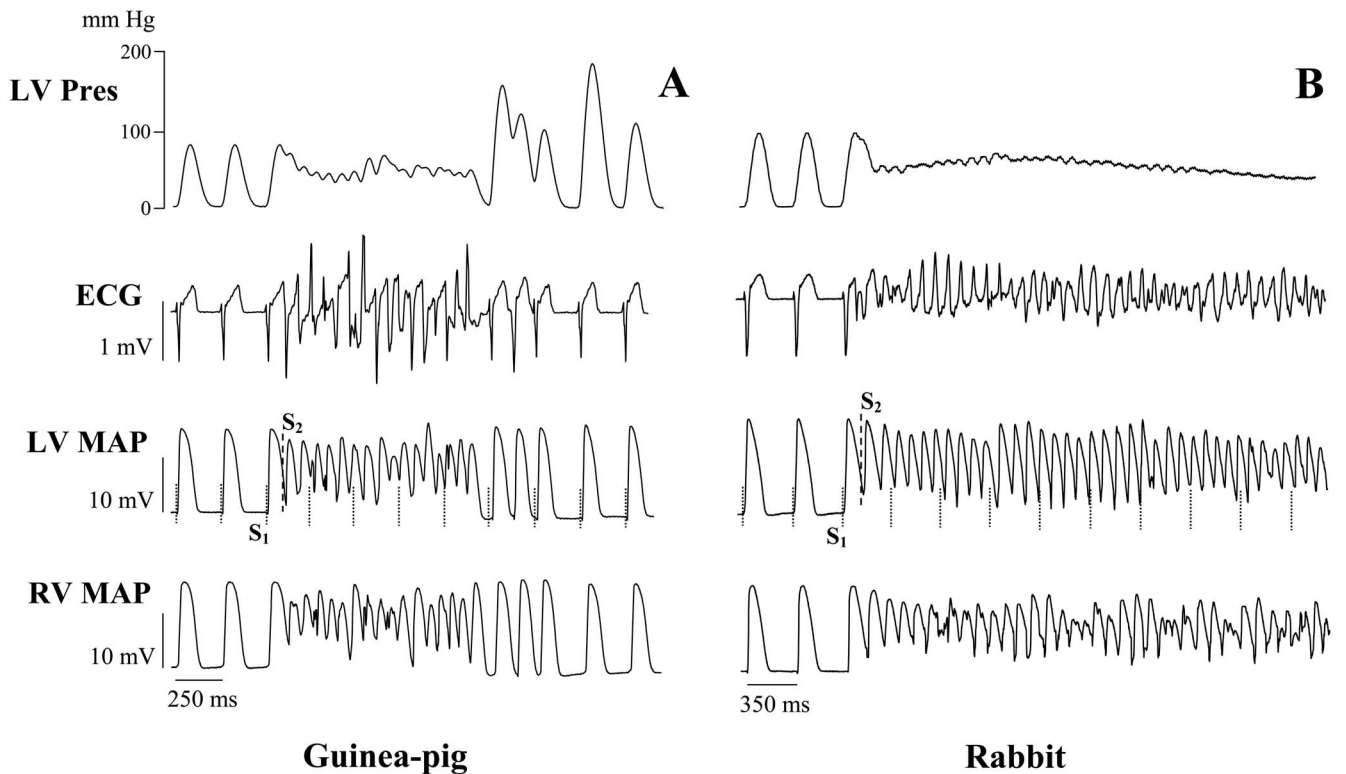 mm Hg
200
LV Pres
A
B
100
0
ECG
1 mV
S2
S2
LV MAP
10 mV
S1
S1
RV MAP
10 mV
250 ms
350 ms
Guinea-pig
Rabbit